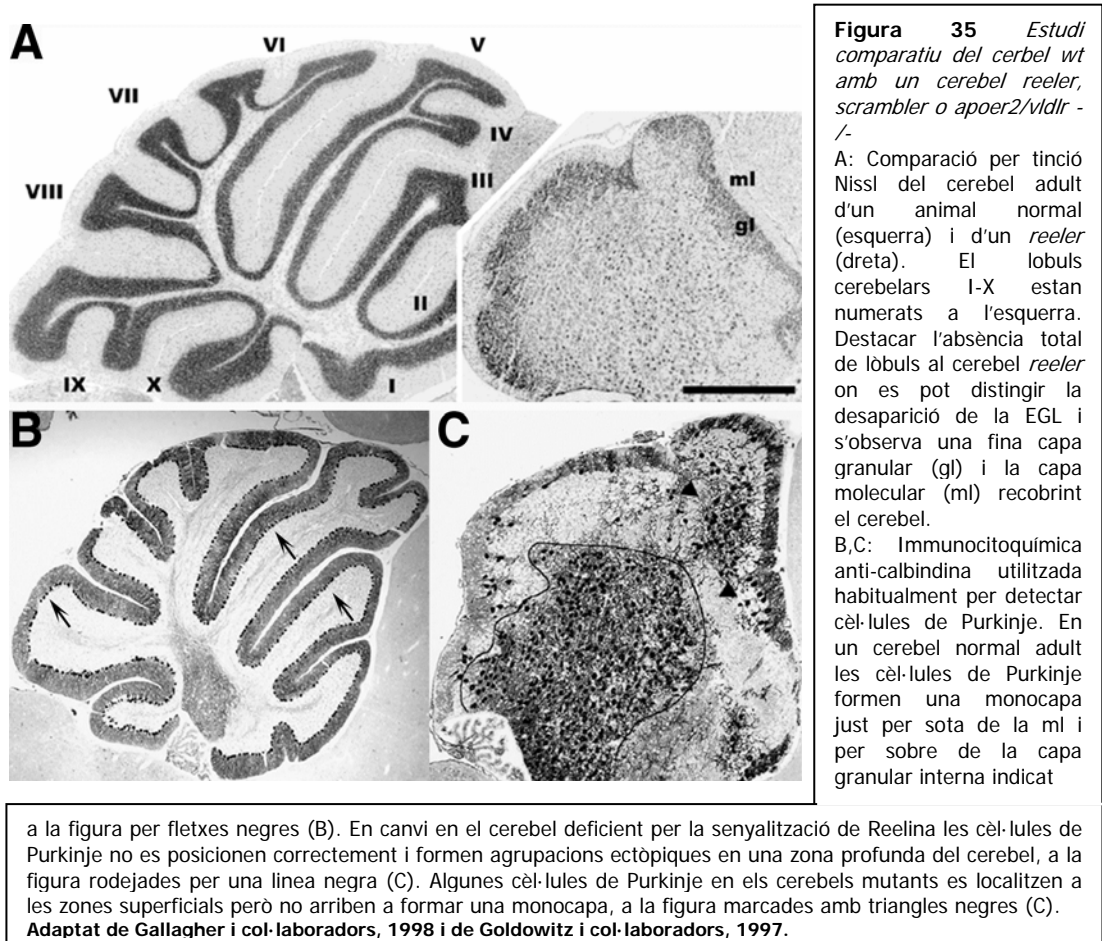 A
VI
V
VII
IV
VIII
III
ml
gl
II
IX
X
I
B
C
Figura 35 Estudi
comparatiu del cerbel wt
amb un cerebel reeler,
scrambler o apoer2/vldlr -
/-
A: Comparació per tinció
Nissl del cerebel adult
d'un animal normal
(esquerra) i d'un reeler
(dreta). El lobuls
cerebelars I-X estan
numerats a l'esquerra.
Destacar l'absència total
de lòbuls al cerebel reeler
on es pot distingir la
desaparició de la EGL i
s'observa una fina capa
granular (gl) i la capa
molecular (ml) recobrint
el cerebel.
B,C: Immunocitoquímica
anti-calbindina utilitzada
habitualment per detectar
cèl·lules de Purkinje. En
un cerebel normal adult
les cèl·lules de Purkinje
formen una monocapa
just per sota de la ml i
per sobre de la capa
granular interna indicat
a la figura per fletxes negres (B). En canvi en el cerebel deficient per la senyalització de Reelina les cèl·lules de
Purkinje no es posicionen correctament i formen agrupacions ectòpiques en una zona profunda del cerebel, a la
figura rodejades per una linea negra (C). Algunes cèl·lules de Purkinje en els cerebels mutants es localitzen a
les zones superficials però no arriben a formar una monocapa, a la figura marcades amb triangles negres (C).
Adaptat de Gallagher i col·laboradors, 1998 i de Goldowitz i col·laboradors, 1997.